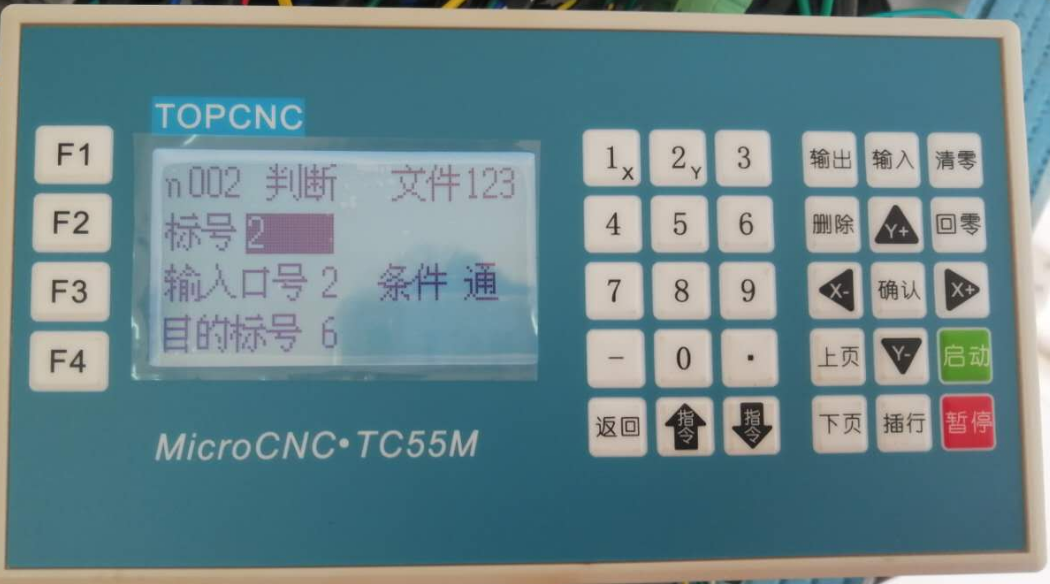 TOPCNC
n002 判断 文件123
标号 2
输入口号 2 条件 通
目的标号 6
MicroCNC•TC55M
F1
F2
F3
F4
1X 2Y 3
4 5 6
7 8 9
- 0 .
返回 指令 指令
输出 输入 清零
删除 Y+ 回零
X- 确认 X+
上页 Y- 启动
下页 插行 暂停